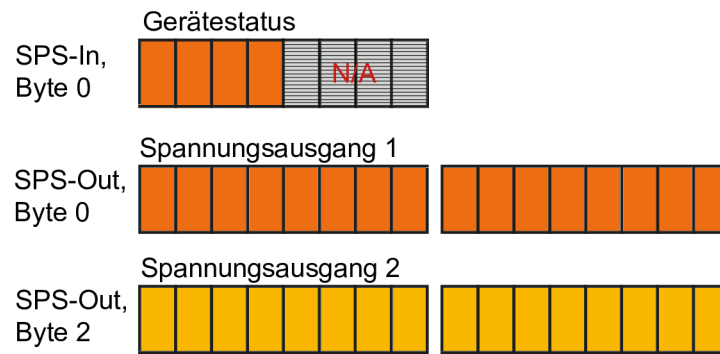 Gerätestatus
SPS-In,
Byte 0
N/A
Spannungsausgang 1
SPS-Out,
Byte 0
Spannungsausgang 2
SPS-Out,
Byte 2